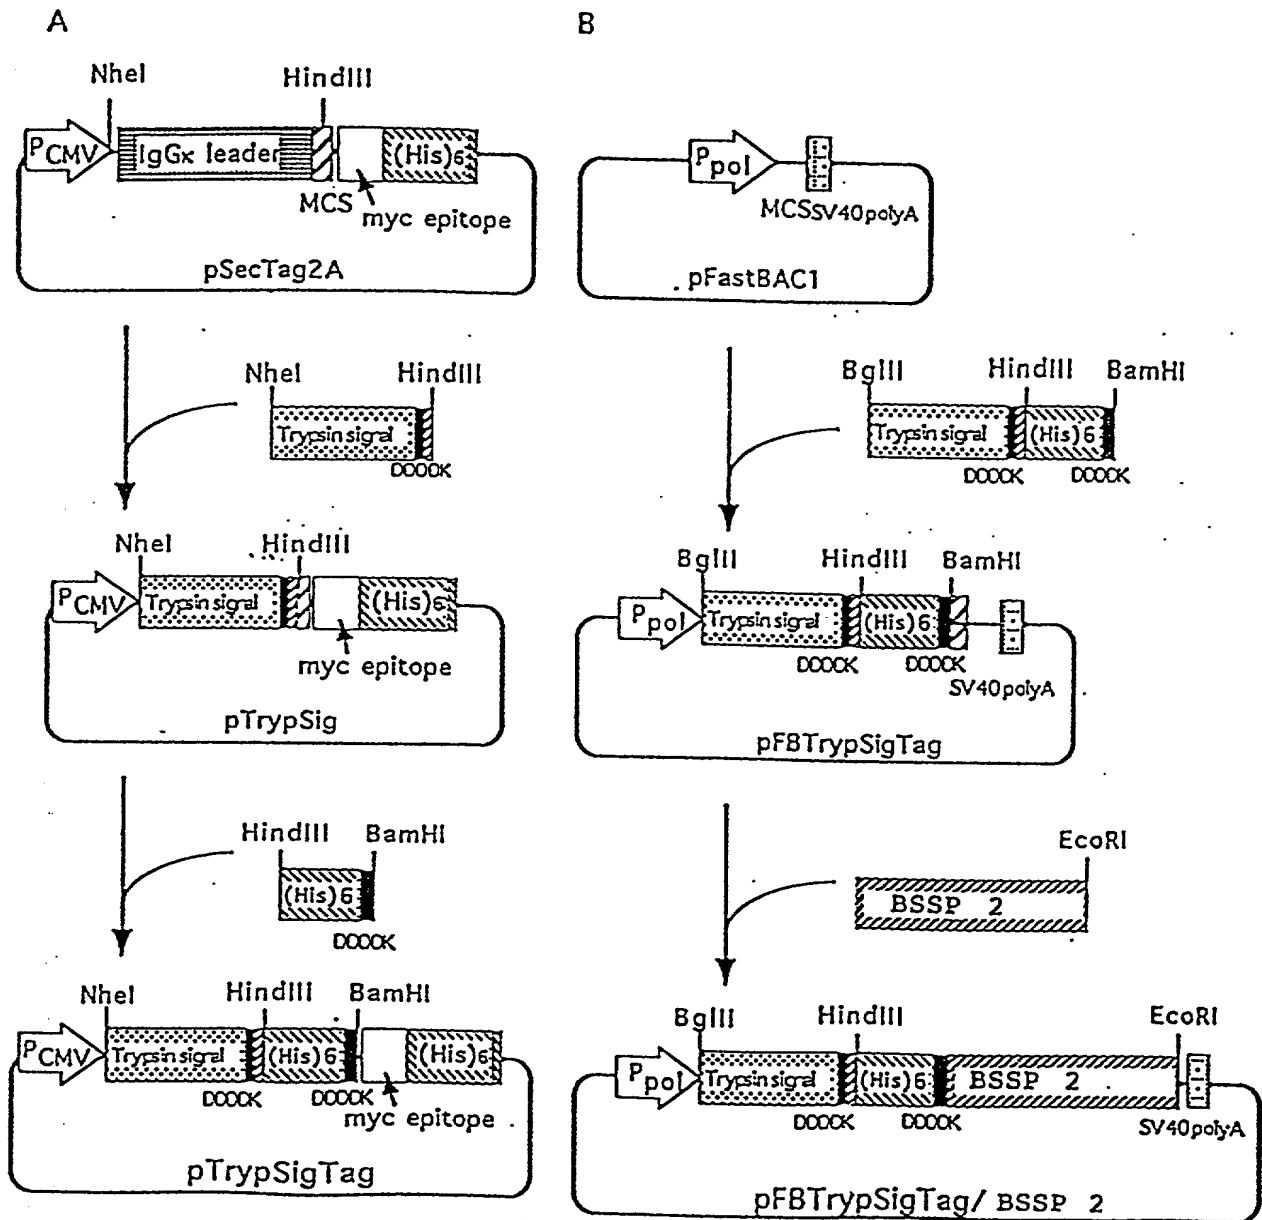 A
NheI HindIII
PCMV IgGκ leader (His)6
MCS myc epitope
pSecTag2A
NheI HindIII
Trypsin signal
DDDDK
NheI HindIII
PCMV Trypsin signal (His)6
myc epitope
pTrypSig
HindIII BamHI
(His)6
DDDDK
NheI HindIII BamHI
PCMV Trypsin signal (His)6 (His)6
DDDDK DDDDK myc epitope
pTrypSigTag
B
Ppol
MCS SV40polyA
pFastBAC1
BglII HindIII BamHI
Trypsin signal (His)6
DDDDK DDDDK
BglII HindIII BamHI
Ppol Trypsin signal (His)6
DDDDK DDDDK
SV40polyA
pFBTrypSigTag
EcoRI
BSSP 2
BglII HindIII EcoRI
Ppol Trypsin signal (His)6 BSSP 2
DDDDK DDDDK SV40polyA
pFBTrypSigTag/ BSSP 2